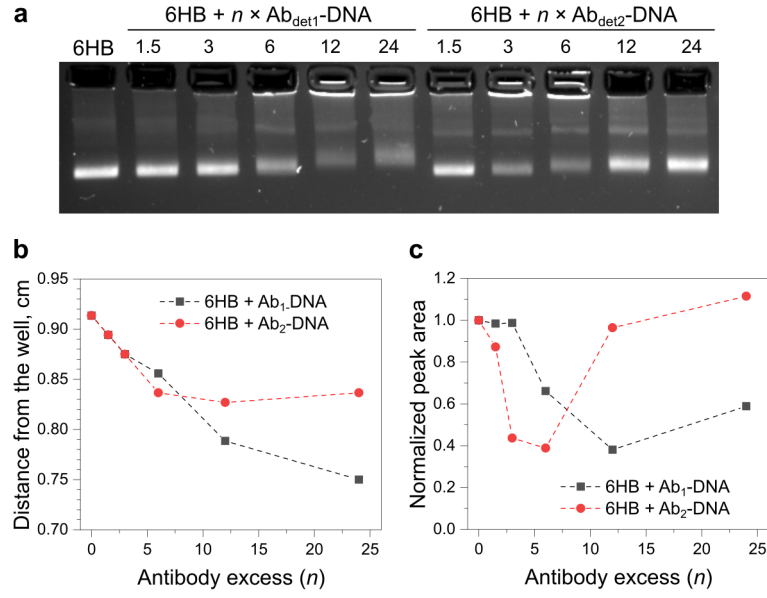 a
6HB + n × Abdet1-DNA 6HB + n × Abdet2-DNA
6HB 1.5 3 6 12 24 1.5 3 6 12 24
b
0.95
0.90
0.85
0.80
0.75
0.70
Distance from the well, cm
6HB + Ab1-DNA
6HB + Ab2-DNA
0 5 10 15 20 25
Antibody excess (n)
c
1.2
1.0
0.8
0.6
0.4
0.2
0.0
Normalized peak area
6HB + Ab1-DNA
6HB + Ab2-DNA
0 5 10 15 20 25
Antibody excess (n)